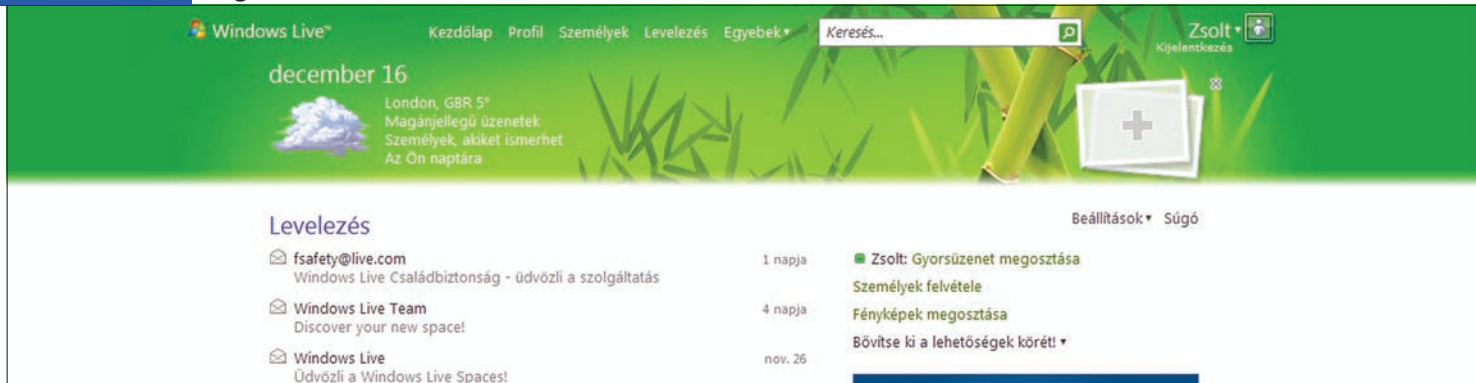 Windows Live™ Kezdőlap Profil Személyek Levelezés Egyebek Keresés... Zsolt
Kijelentkezés
december 16
London, GBR 5°
Magánjellegű üzenetek
Személyek, akiket ismerhet
Az Ön naptára
Levelezés
Beállítások Súgó
fsafety@live.com 1 napja
Windows Live Családbiztonság - üdvözli a szolgáltatás
Windows Live Team 4 napja
Discover your new space!
Windows Live nov. 26
Üdvözli a Windows Live Spaces!
Zsolt: Gyorsüzenet megosztása
Személyek felvétele
Fényképek megosztása
Bővítse ki a lehetőségek körét!